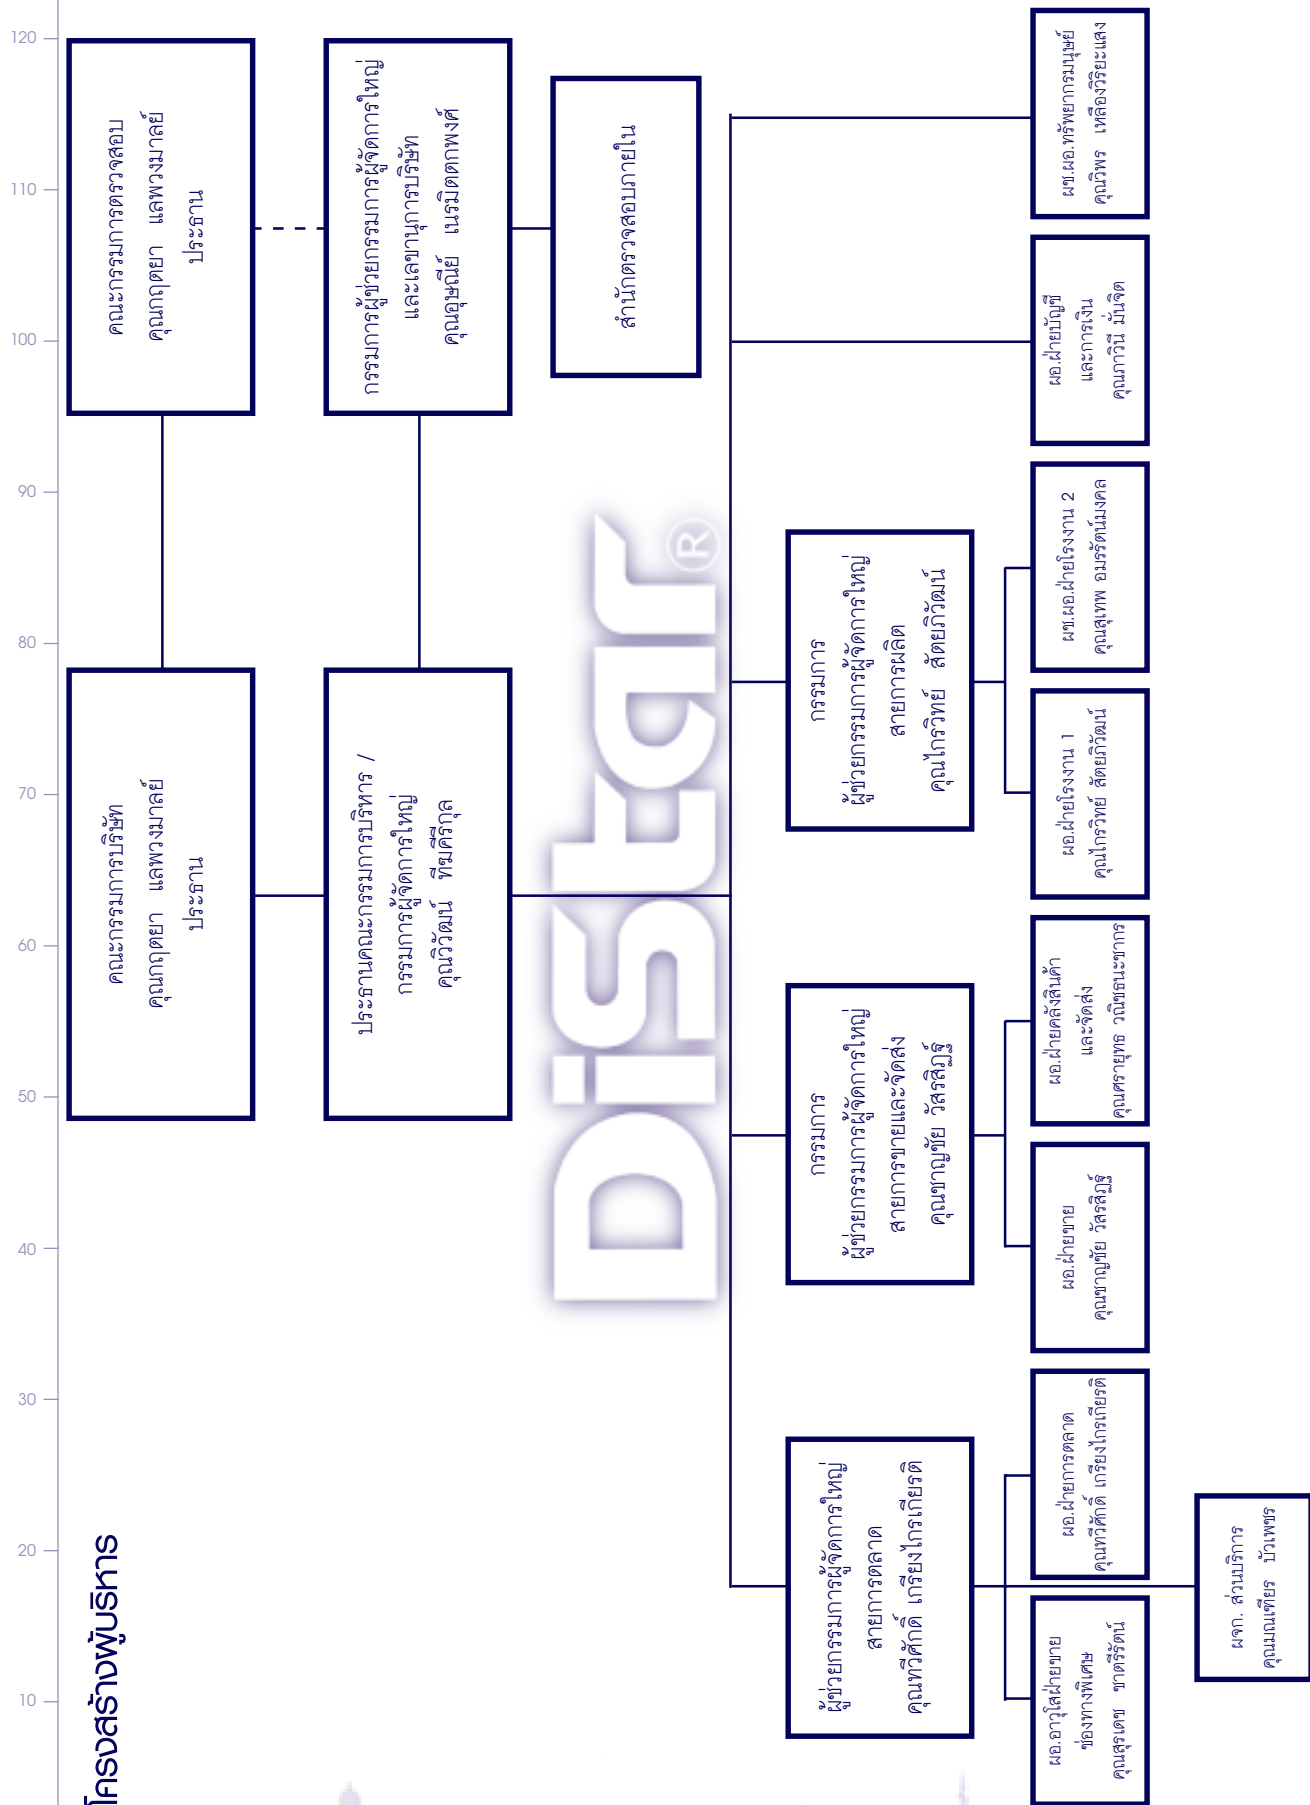 โครงสร้างผู้บริหาร
คณะกรรมการบริษัท
คุณกฤตยา แลพวงมาลย์
ประธาน
คณะกรรมการตรวจสอบ
คุณกฤตยา แลพวงมาลย์
ประธาน
ประธานคณะกรรมการบริหาร /
กรรมการผู้จัดการใหญ่
คุณวิวัฒน์ ทีฆคีรีกุล
กรรมการผู้ช่วยกรรมการผู้จัดการใหญ่
และเลขานุการบริษัท
คุณอุษณีย์ เนรมิตตกพงศ์
สำนักตรวจสอบภายใน
Distar®
ผู้ช่วยกรรมการผู้จัดการใหญ่
สายการตลาด
คุณทวีศักดิ์ เกรียงไกรเกียรติ
กรรมการ
ผู้ช่วยกรรมการผู้จัดการใหญ่
สายการขายและจัดส่ง
คุณชาญชัย วัสรสิฎฐ์
กรรมการ
ผู้ช่วยกรรมการผู้จัดการใหญ่
สายการผลิต
คุณไกรวิทย์ สัตยภิวัฒน์
ผอ.อาวุโสฝ่ายขาย
ช่องทางพิเศษ
คุณสุรเดช ชาตรีรัตน์
ผอ.ฝ่ายการตลาด
คุณทวีศักดิ์ เกรียงไกรเกียรติ
ผอ.ฝ่ายขาย
คุณชาญชัย วัสรสิฎฐ์
ผอ.ฝ่ายคลังสินค้า
และจัดส่ง
คุณศรายุทธ วณิชธนะชากร
ผอ.ฝ่ายโรงงาน 1
คุณไกรวิทย์ สัตยภิวัฒน์
ผช.ผอ.ฝ่ายโรงงาน 2
คุณสุเทพ อมรรัตน์มงคล
ผอ.ฝ่ายบัญชี
และการเงิน
คุณภาวินี มั่นจิต
ผช.ผอ.ทรัพยากรมนุษย์
คุณวิพร เหลืองวิริยะแสง
ผจก. ส่วนบริการ
คุณมณเฑียร บัวเพชร
10
20
30
40
50
60
70
80
90
100
110
120